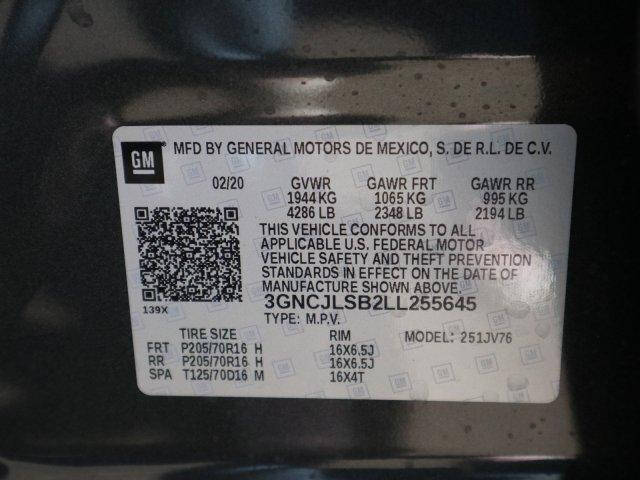 GM MFD BY GENERAL MOTORS DE MEXICO, S. DE R.L. DE C.V.
02/20 GVWR GAWR FRT GAWR RR
1944 KG 1065 KG 995 KG
4286 LB 2348 LB 2194 LB
THIS VEHICLE CONFORMS TO ALL
APPLICABLE U.S. FEDERAL MOTOR
VEHICLE SAFETY AND THEFT PREVENTION
STANDARDS IN EFFECT ON THE DATE OF
MANUFACTURE SHOWN ABOVE.
139X 3GNCJLSB2LL255645
TYPE: M.P.V.
TIRE SIZE RIM MODEL: 251JV76
FRT P205/70R16 H 16X6.5J
RR P205/70R16 H 16X6.5J
SPA T125/70D16 M 16X4T